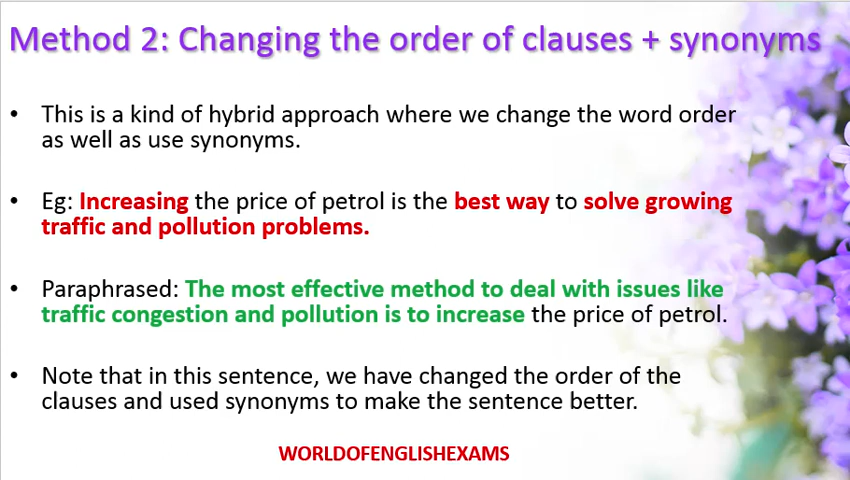 Method 2: Changing the order of clauses + synonyms
• This is a kind of hybrid approach where we change the word order
as well as use synonyms.
• Eg: Increasing the price of petrol is the best way to solve growing
traffic and pollution problems.
• Paraphrased: The most effective method to deal with issues like
traffic congestion and pollution is to increase the price of petrol.
• Note that in this sentence, we have changed the order of the
clauses and used synonyms to make the sentence better.
WORLDOFENGLISHEXAMS